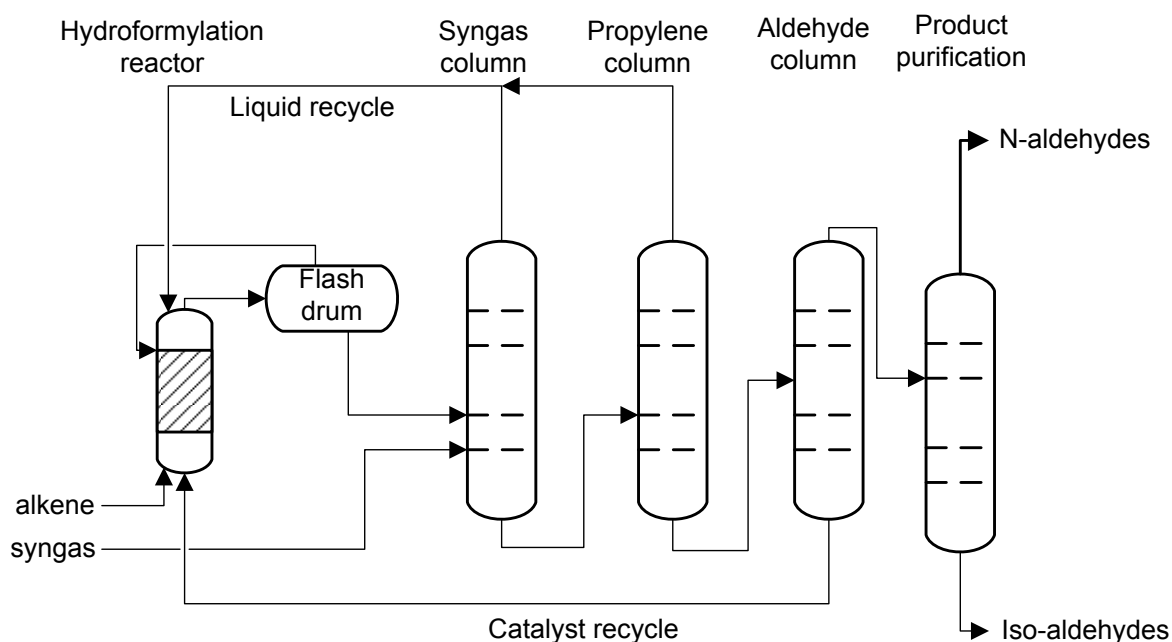 Hydroformylation
reactor
Syngas
column
Propylene
column
Aldehyde
column
Product
purification
Liquid recycle
N-aldehydes
Flash
drum
alkene
syngas
Catalyst recycle
Iso-aldehydes